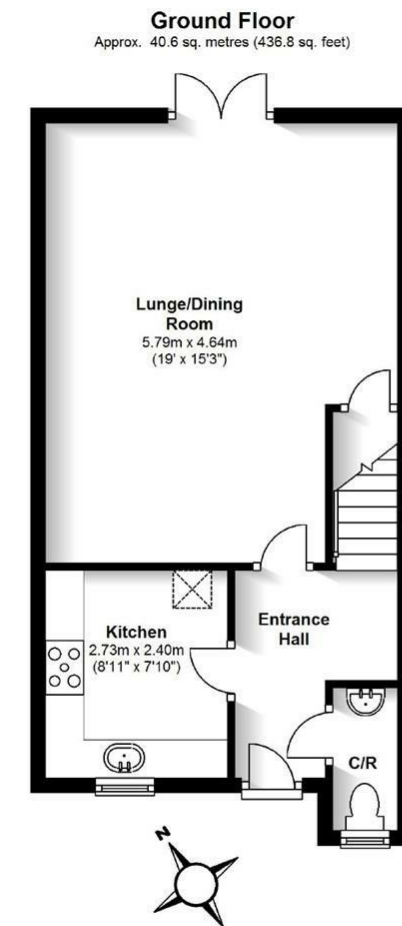 Ground Floor
Approx. 40.6 sq. metres (436.8 sq. feet)
Lunge/Dining
Room
5.79m x 4.64m
(19' x 15'3")
Kitchen
2.73m x 2.40m
(8'11" x 7'10")
Entrance
Hall
C/R
N